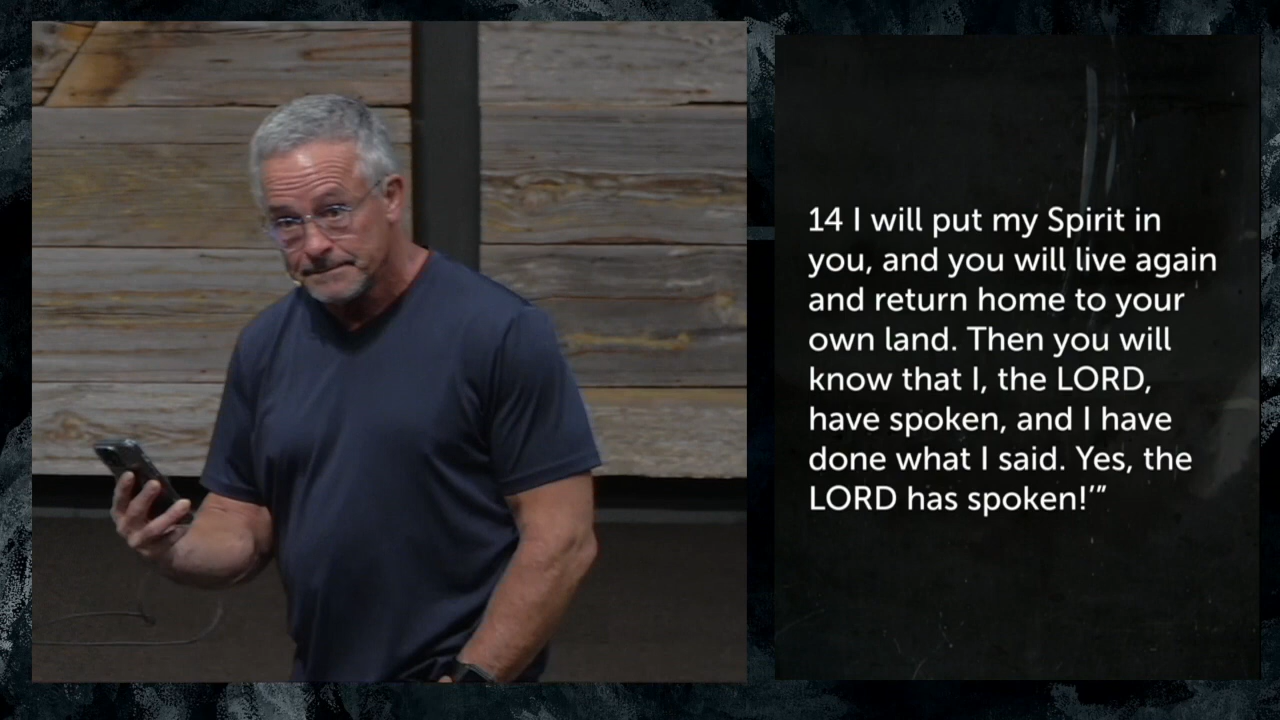 14 I will put my Spirit in
you, and you will live again
and return home to your
own land. Then you will
know that I, the LORD,
have spoken, and I have
done what I said. Yes, the
LORD has spoken!’”